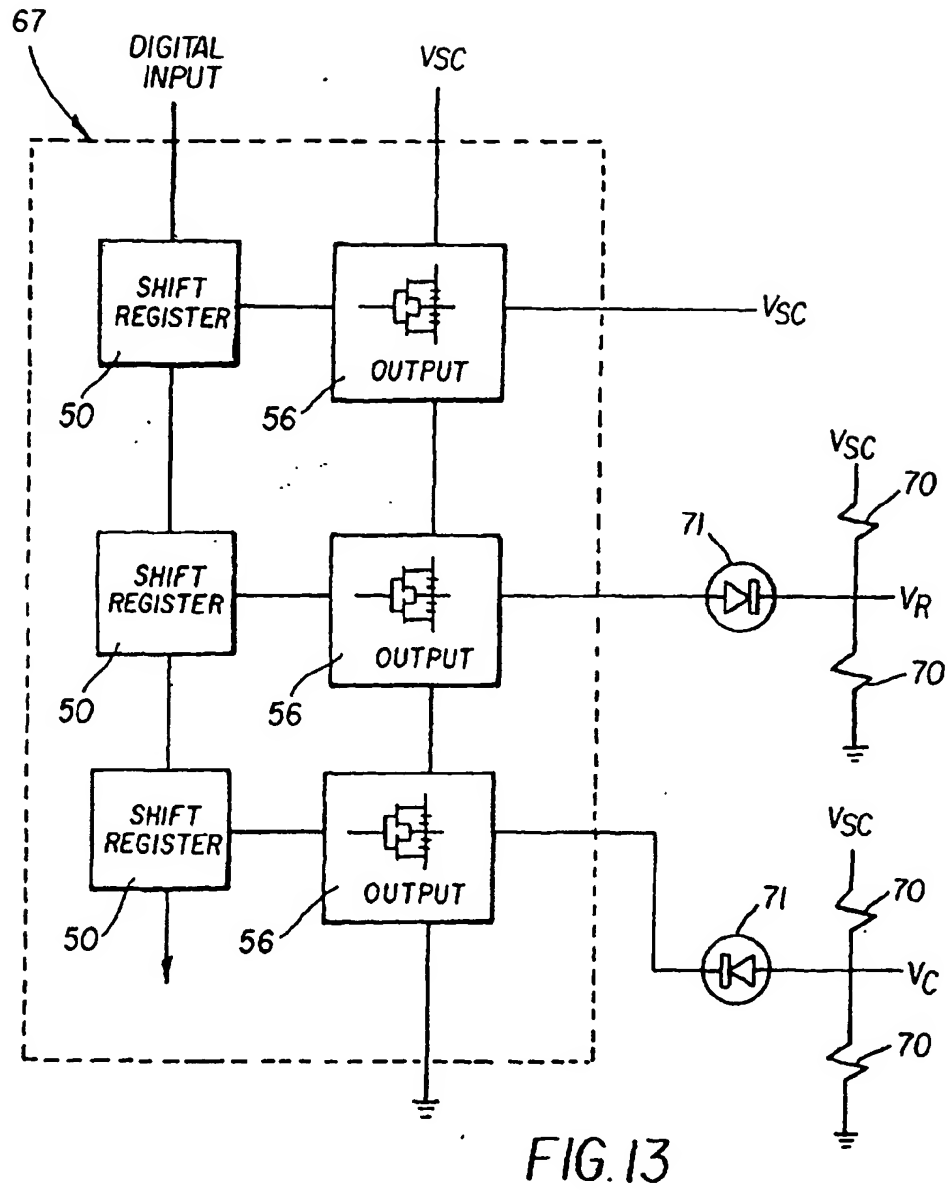 67
DIGITAL
INPUT
VSC
SHIFT
REGISTER
50
OUTPUT
56
VSC
VSC
70
71
SHIFT
REGISTER
50
OUTPUT
56
VR
70
SHIFT
REGISTER
50
OUTPUT
56
VSC
70
71
VC
70
FIG. 13